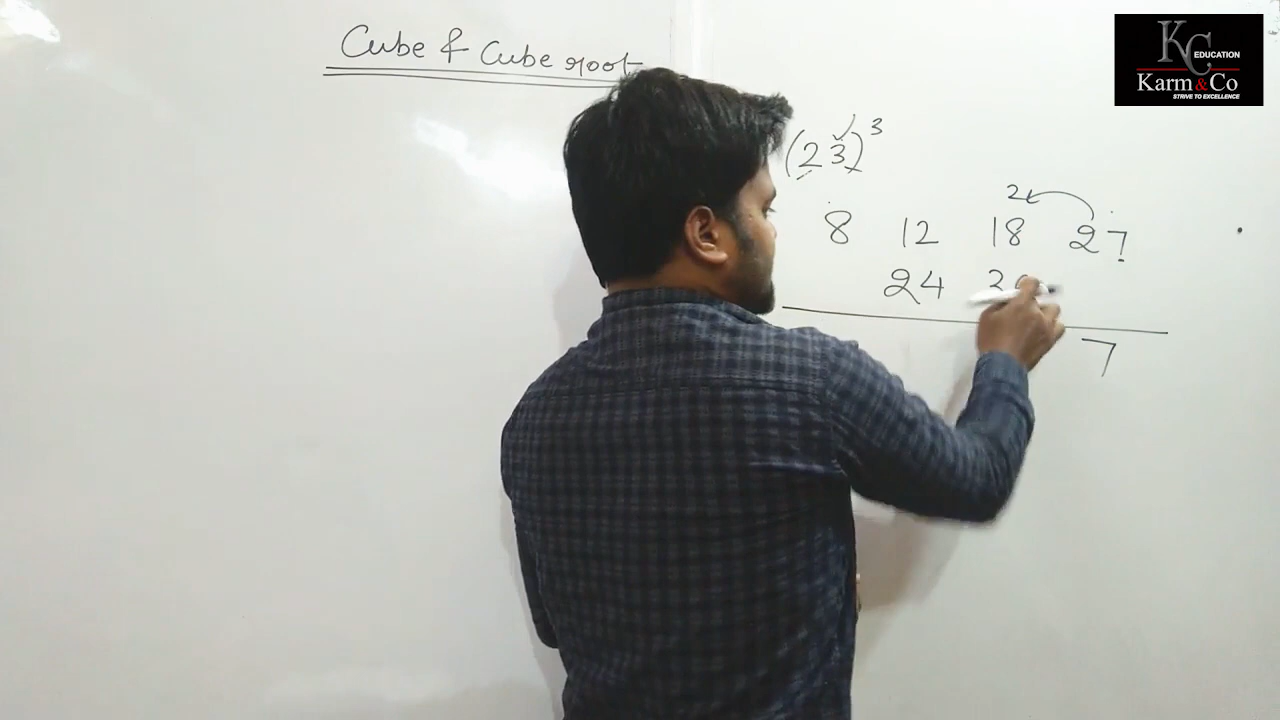 Cube & Cube root
KC EDUCATION
Karm & Co
STRIVE TO EXCELLENCE
(23)³
2
8 12 18 27
24
7